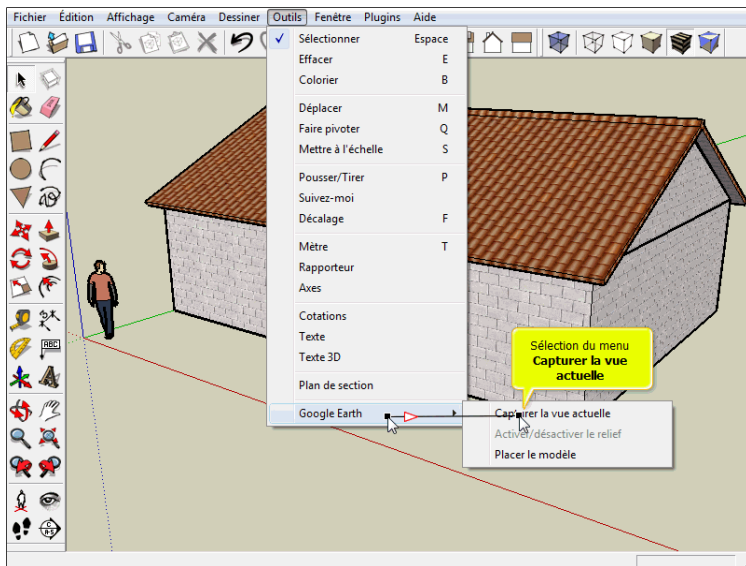 Fichier Édition Affichage Caméra Dessiner Outils Fenêtre Plugins Aide
Sélectionner Espace
Effacer E
Colorier B
Déplacer M
Faire pivoter Q
Mettre à l'échelle S
Pousser/Tirer P
Suivez-moi
Décalage F
Mètre T
Rapporteur
Axes
Cotations
Texte
Texte 3D
Plan de section
Google Earth
Sélection du menu
Capturer la vue
actuelle
Capturer la vue actuelle
Activer/désactiver le relief
Placer le modèle
ABC